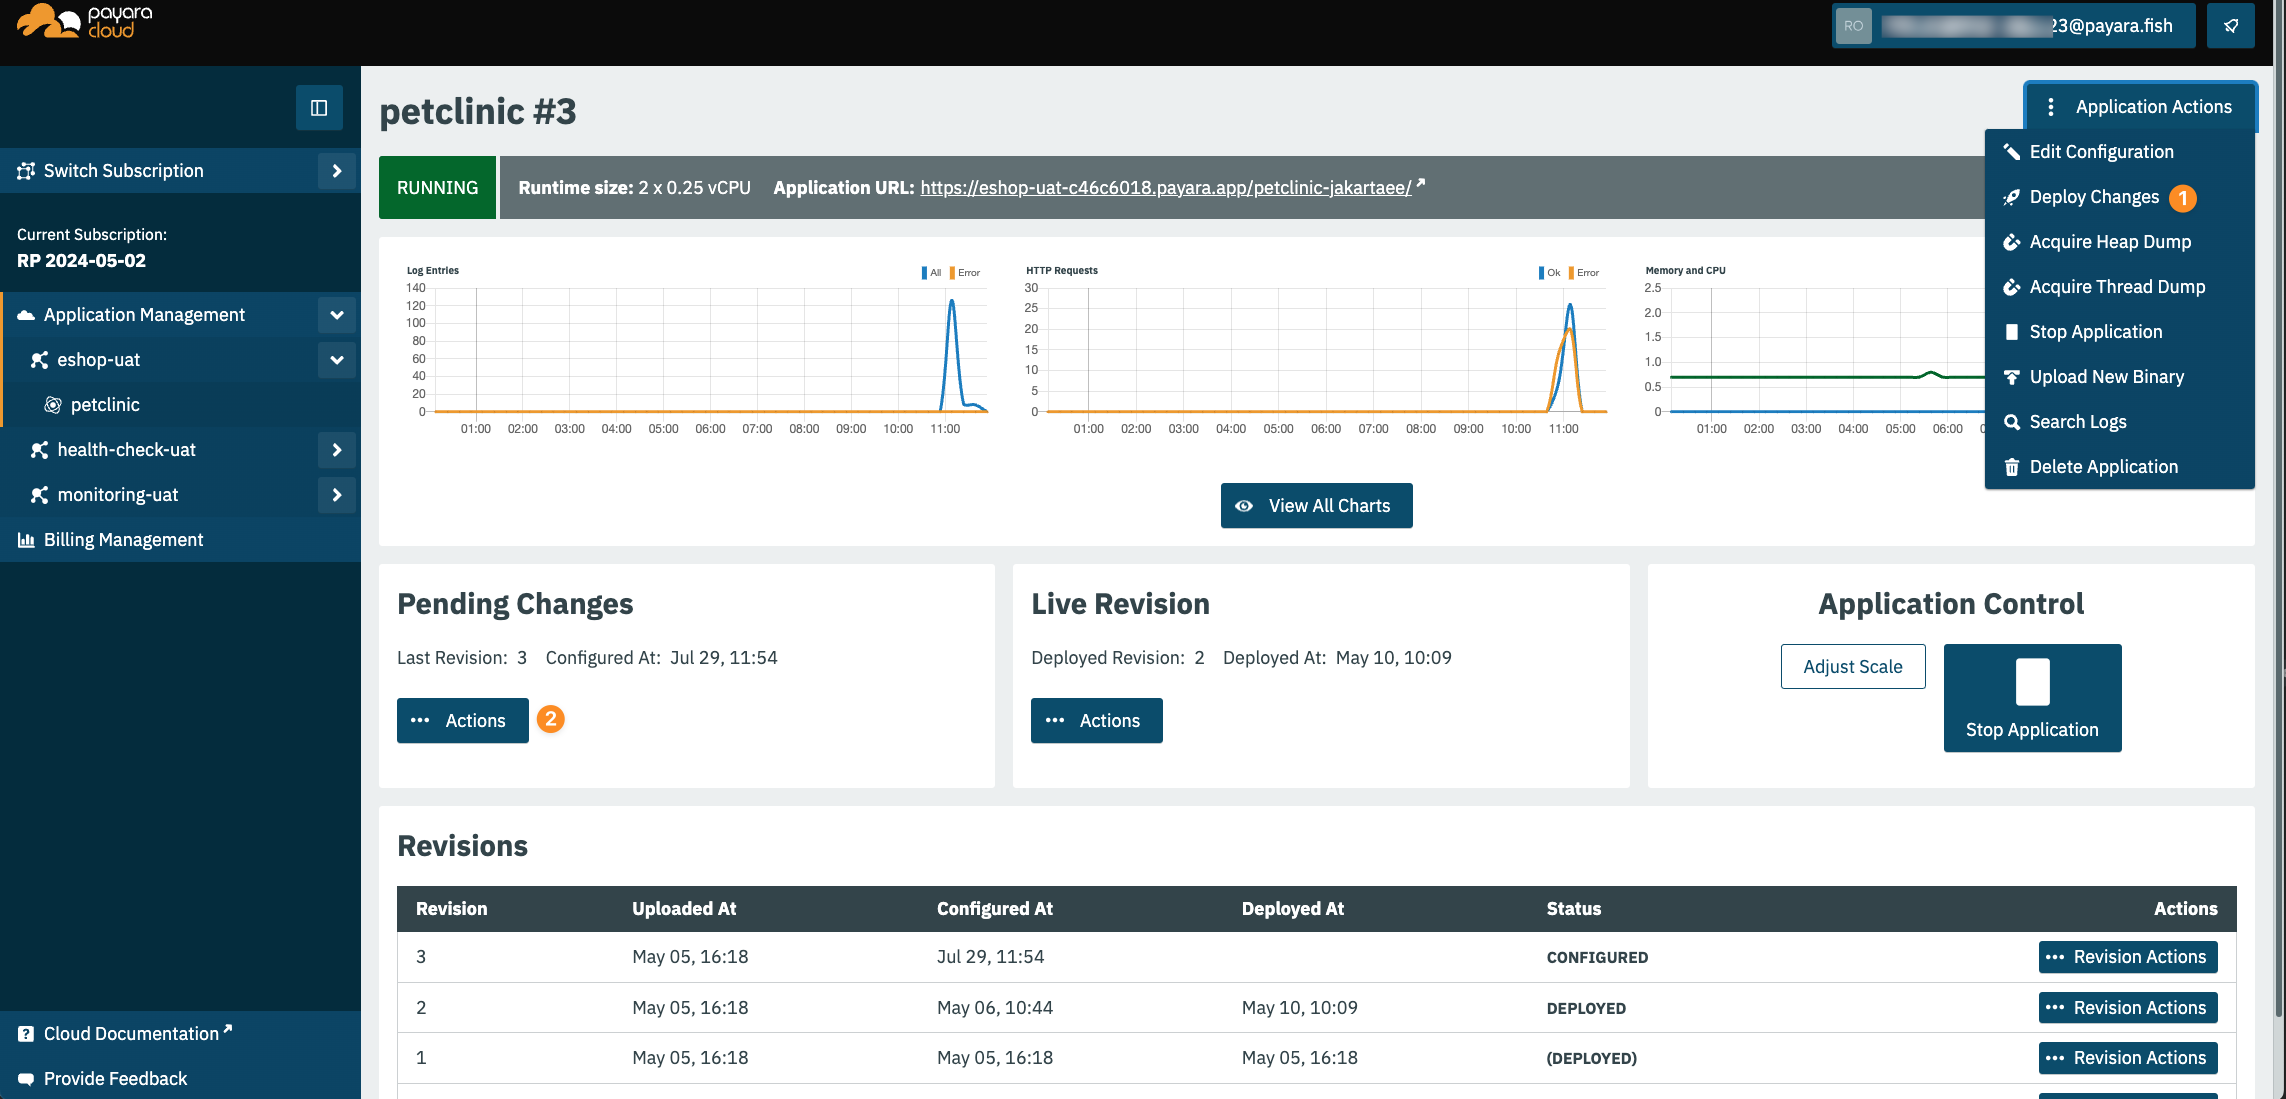 payara
cloud
RO
23@payara.fish
Switch Subscription
Current Subscription:
RP 2024-05-02
Application Management
eshop-uat
petclinic
health-check-uat
monitoring-uat
Billing Management
Cloud Documentation
Provide Feedback
petclinic #3
Application Actions
Edit Configuration
Deploy Changes 1
Acquire Heap Dump
Acquire Thread Dump
Stop Application
Upload New Binary
Search Logs
Delete Application
RUNNING Runtime size: 2 x 0.25 vCPU Application URL: https://eshop-uat-c46c6018.payara.app/petclinic-jakartaee/
Log Entries All Error
140
120
100
80
60
40
20
0
01:00 02:00 03:00 04:00 05:00 06:00 07:00 08:00 09:00 10:00 11:00
HTTP Requests Ok Error
30
25
20
15
10
5
0
01:00 02:00 03:00 04:00 05:00 06:00 07:00 08:00 09:00 10:00 11:00
Memory and CPU
2.5
2.0
1.5
1.0
0.5
0
01:00 02:00 03:00 04:00 05:00 06:00
View All Charts
Pending Changes
Last Revision: 3 Configured At: Jul 29, 11:54
Actions 2
Live Revision
Deployed Revision: 2 Deployed At: May 10, 10:09
Actions
Application Control
Adjust Scale
Stop Application
Revisions
Revision Uploaded At Configured At Deployed At Status Actions
3 May 05, 16:18 Jul 29, 11:54 CONFIGURED Revision Actions
2 May 05, 16:18 May 06, 10:44 May 10, 10:09 DEPLOYED Revision Actions
1 May 05, 16:18 May 05, 16:18 May 05, 16:18 (DEPLOYED) Revision Actions